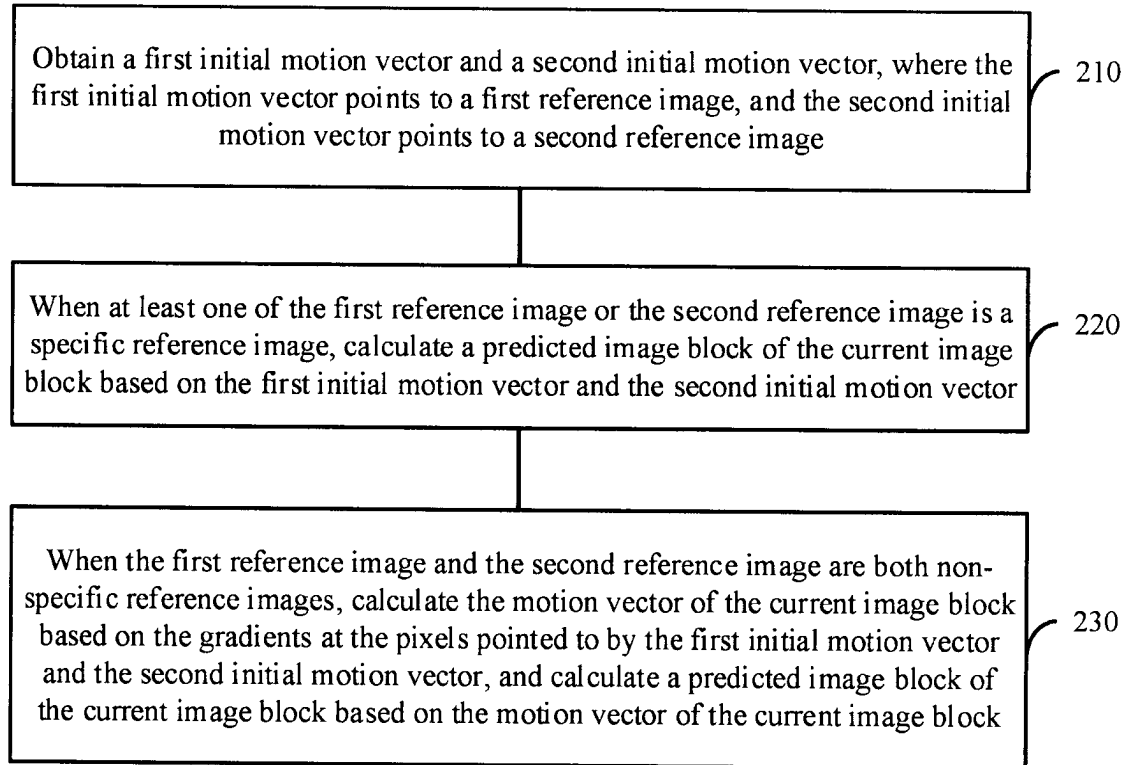 Obtain a first initial motion vector and a second initial motion vector, where the
first initial motion vector points to a first reference image, and the second initial
motion vector points to a second reference image
210
When at least one of the first reference image or the second reference image is a
specific reference image, calculate a predicted image block of the current image
block based on the first initial motion vector and the second initial motion vector
220
When the first reference image and the second reference image are both non-
specific reference images, calculate the motion vector of the current image block
based on the gradients at the pixels pointed to by the first initial motion vector
and the second initial motion vector, and calculate a predicted image block of
the current image block based on the motion vector of the current image block
230